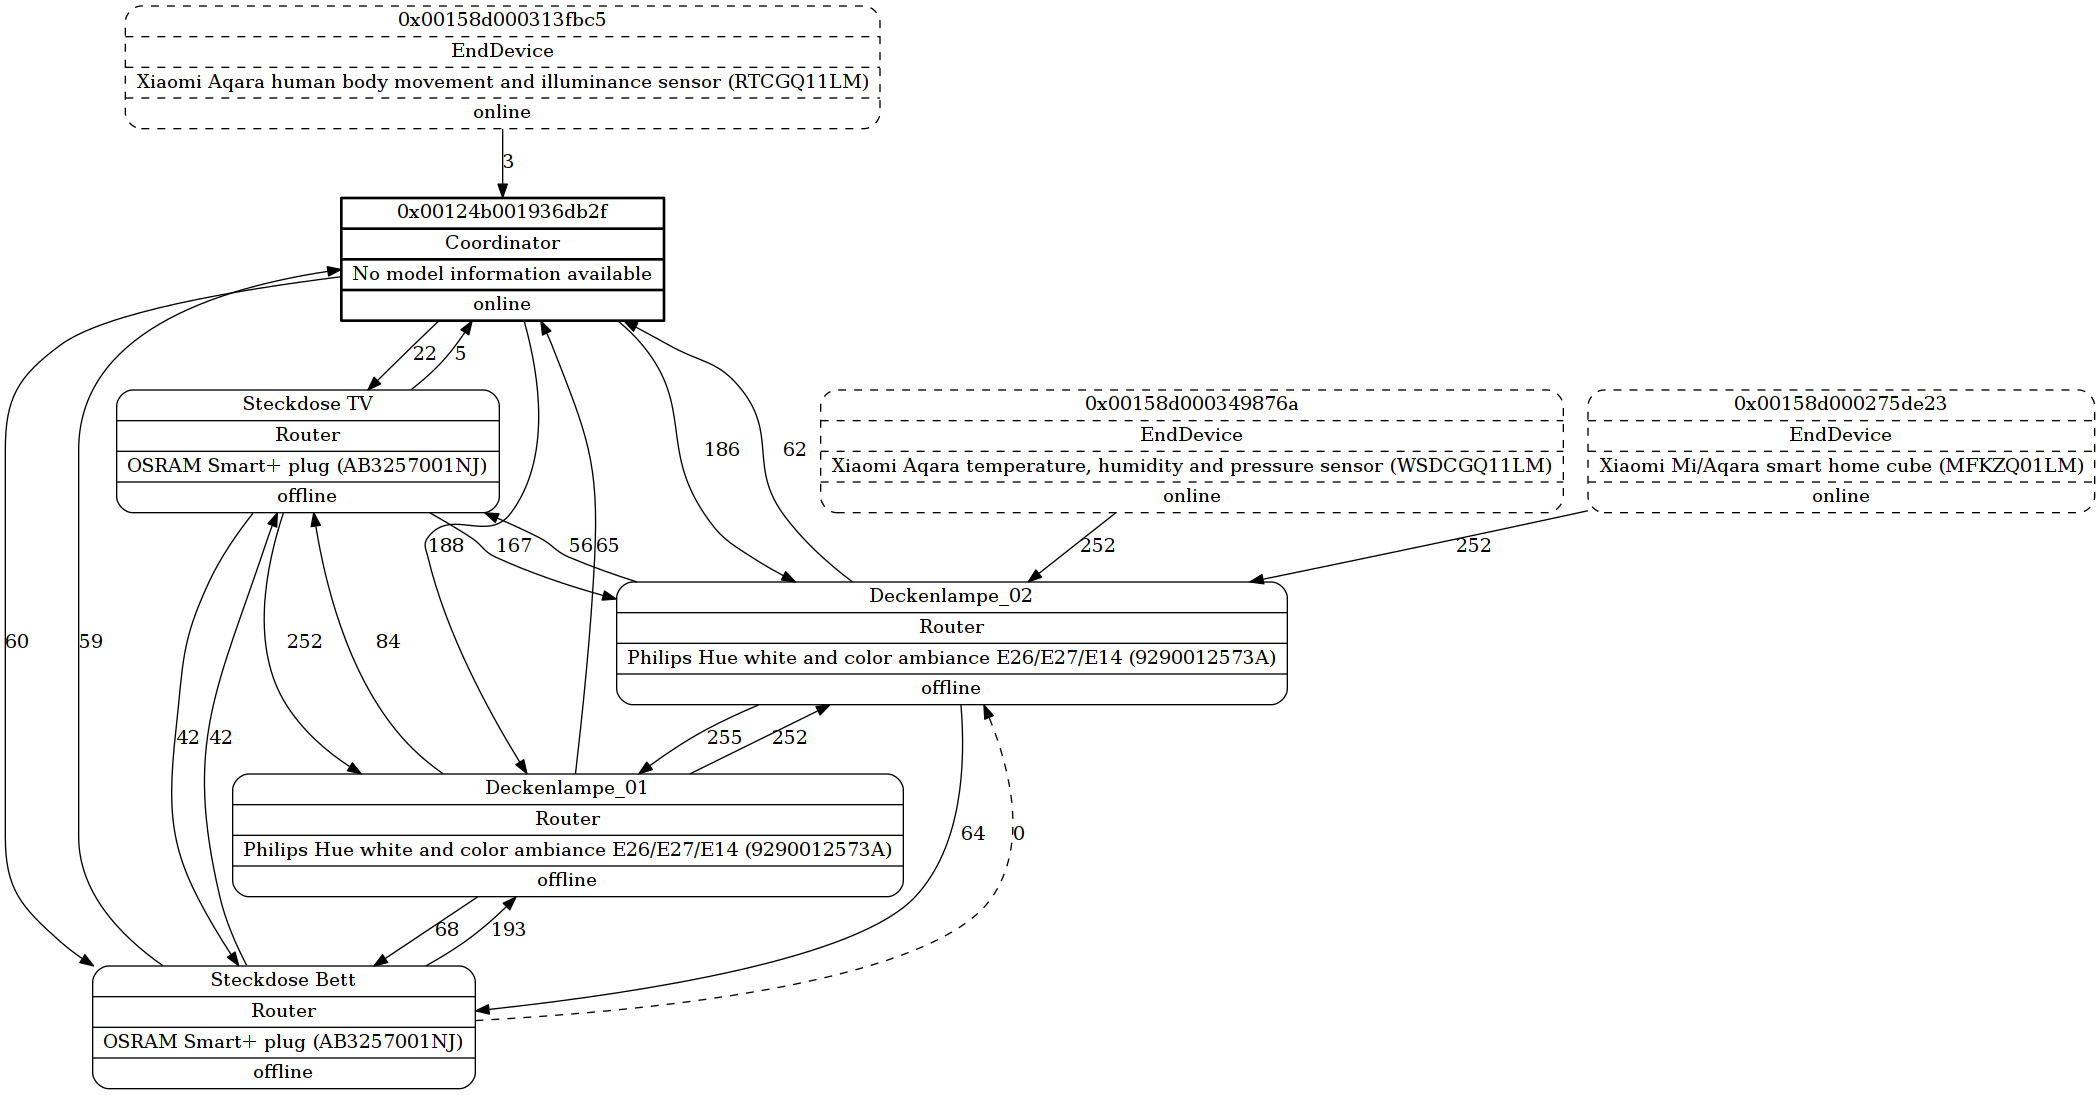 0x00158d000313fbc5
EndDevice
Xiaomi Aqara human body movement and illuminance sensor (RTCGQ11LM)
online
3
0x00124b001936db2f
Coordinator
No model information available
online
22
5
Steckdose TV
Router
OSRAM Smart+ plug (AB3257001NJ)
offline
186
62
0x00158d000349876a
EndDevice
Xiaomi Aqara temperature, humidity and pressure sensor (WSDCGQ11LM)
online
0x00158d000275de23
EndDevice
Xiaomi Mi/Aqara smart home cube (MFKZQ01LM)
online
188
167
56
65
252
252
Deckenlampe_02
Router
Philips Hue white and color ambiance E26/E27/E14 (9290012573A)
offline
60
59
252
84
42
42
255
252
Deckenlampe_01
Router
Philips Hue white and color ambiance E26/E27/E14 (9290012573A)
offline
64
0
68
193
Steckdose Bett
Router
OSRAM Smart+ plug (AB3257001NJ)
offline